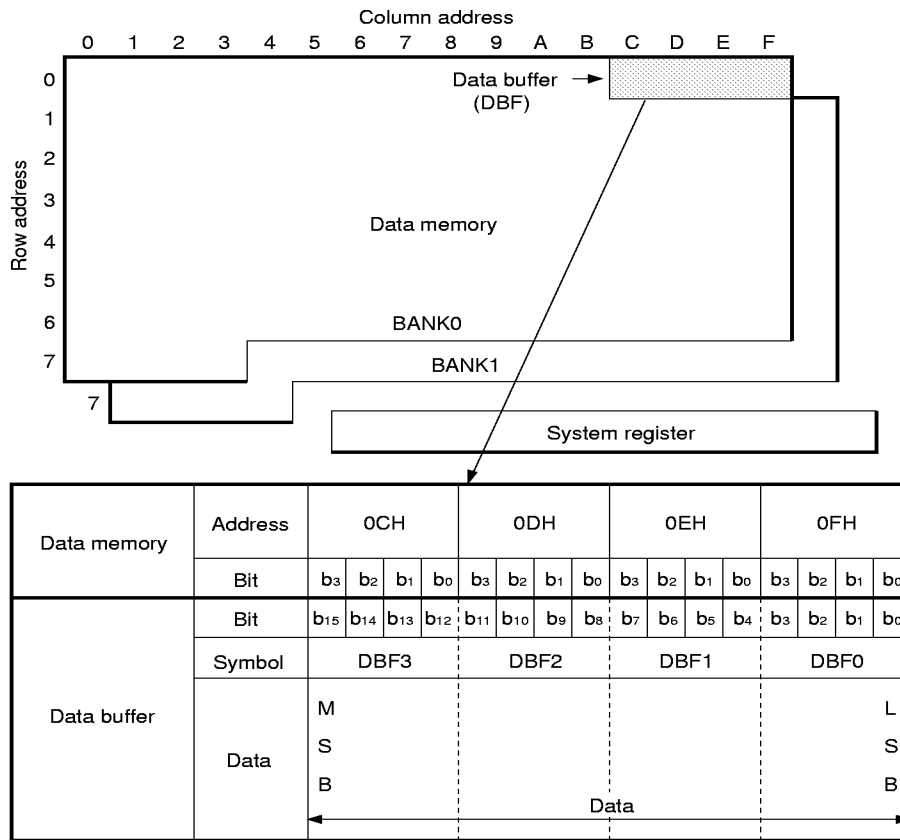 Column address
0 1 2 3 4 5 6 7 8 9 A B C D E F
Row address
0
1
2
3
4
5
6
7
7
Data buffer
(DBF)
Data memory
BANK0
BANK1
System register
Data memory
Address 0CH 0DH 0EH 0FH
Bit b3 b2 b1 b0 b3 b2 b1 b0 b3 b2 b1 b0 b3 b2 b1 b0
Data buffer
Bit b15 b14 b13 b12 b11 b10 b9 b8 b7 b6 b5 b4 b3 b2 b1 b0
Symbol DBF3 DBF2 DBF1 DBF0
Data
M
S
B
L
S
B
Data